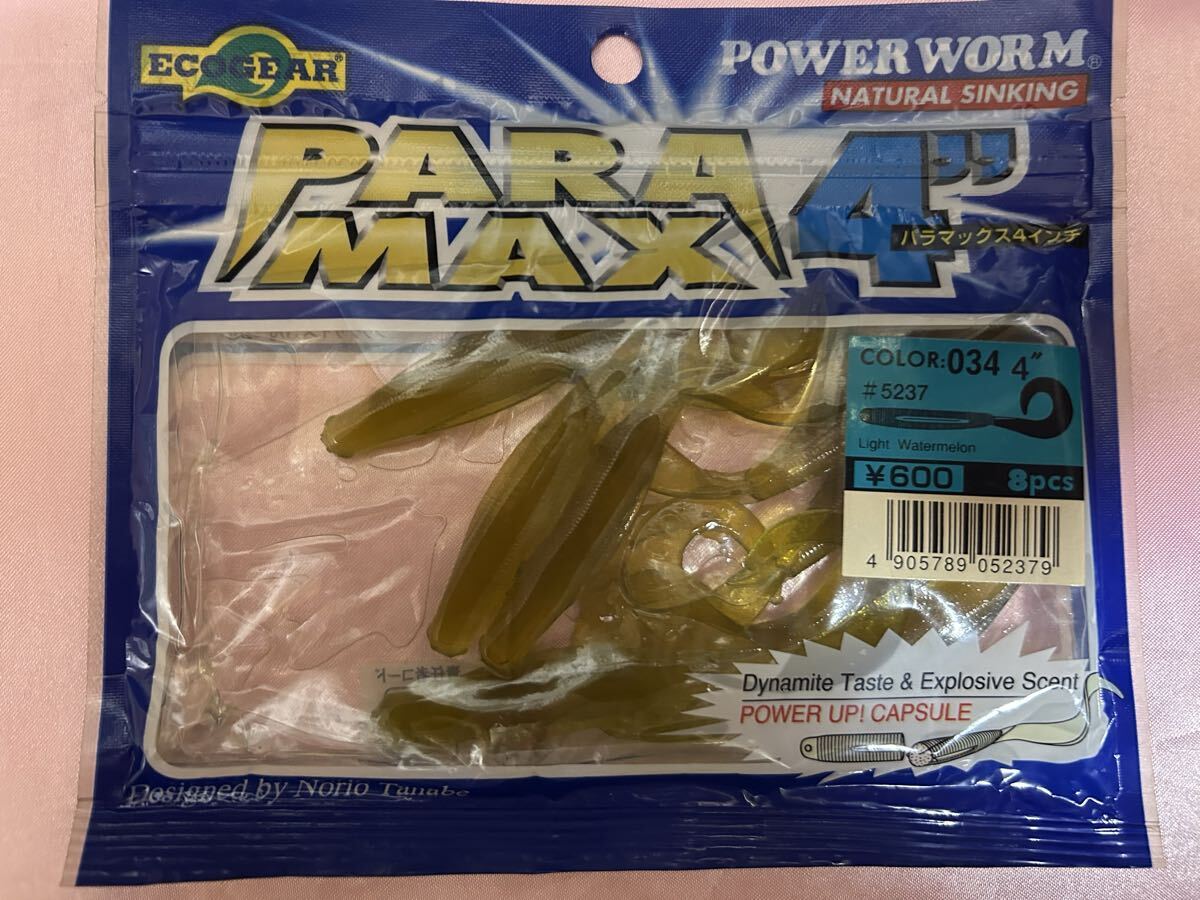 ECOGEAR®
POWER WORM®
NATURAL SINKING
PARA
MAX
4"
パラマックス4インチ
COLOR:034 4"
#5237
Light Watermelon
¥600 8pcs
4 905789 052379
Dynamite Taste & Explosive Scent
POWER UP! CAPSULE
Designed by Norio Tanabe